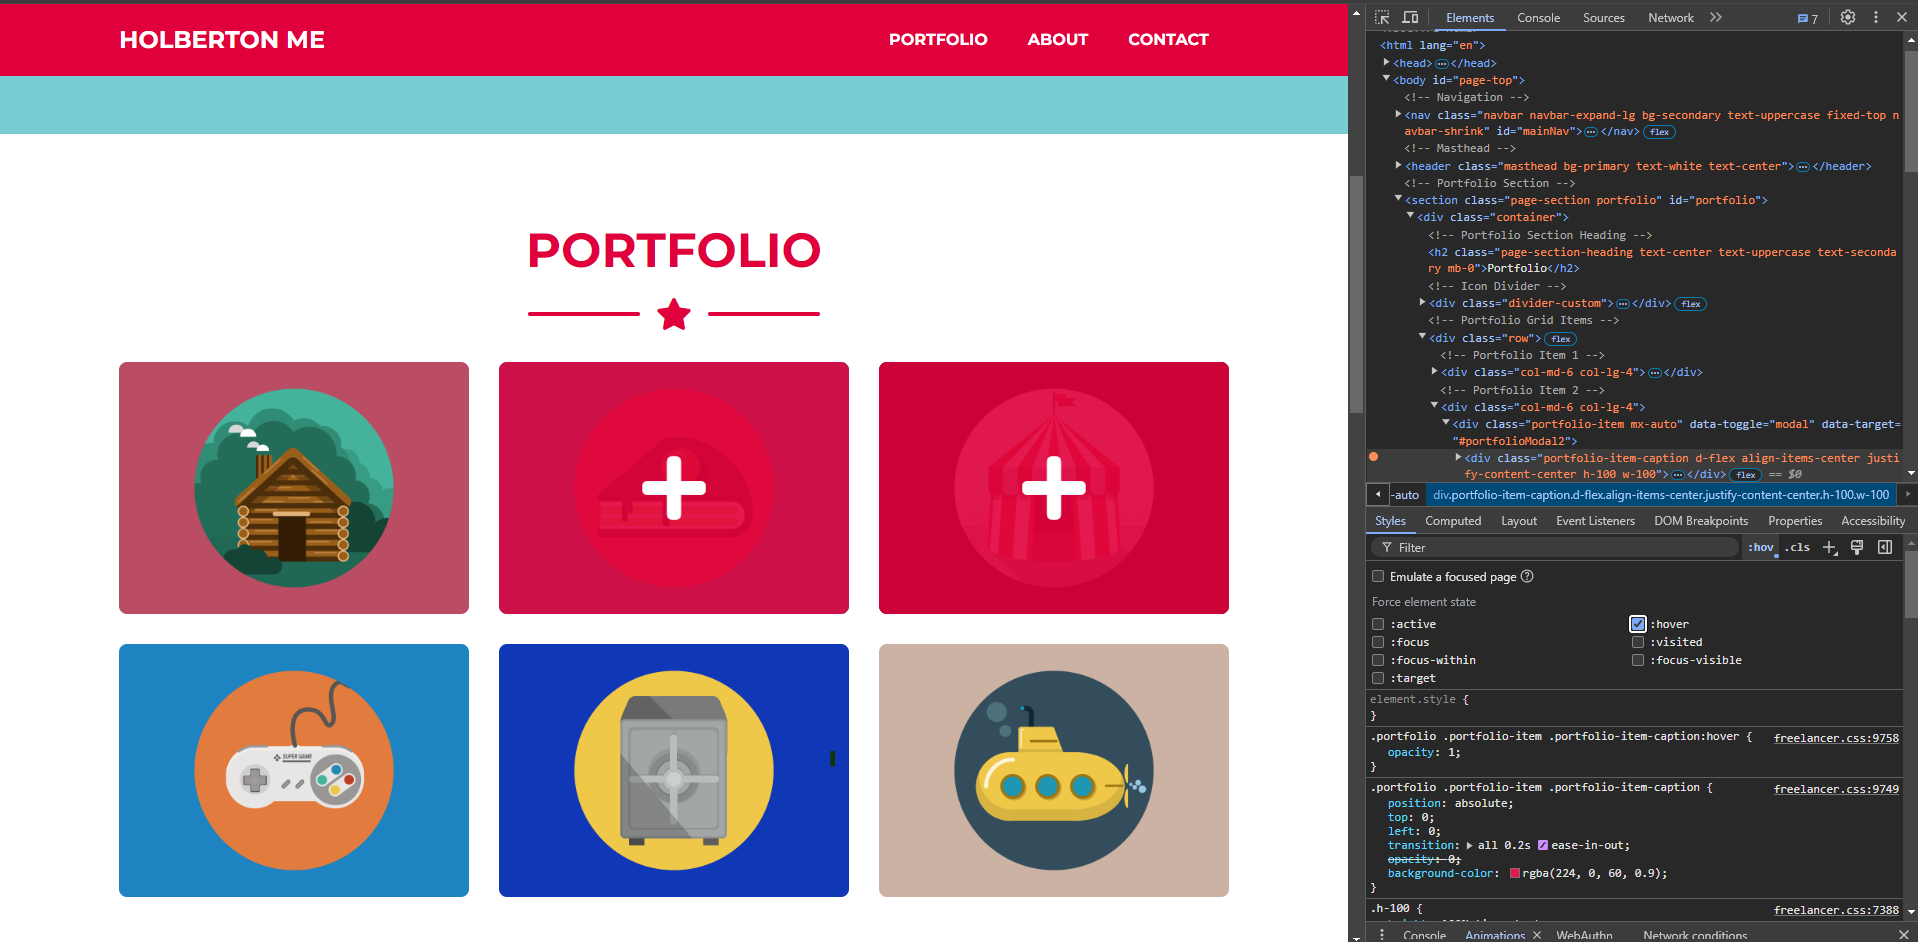 HOLBERTON ME
PORTFOLIO ABOUT CONTACT
PORTFOLIO
SUPER GAME
Elements Console Sources Network 7
<html lang="en">
<head> </head>
<body id="page-top">
<!-- Navigation -->
<nav class="navbar navbar-expand-lg bg-secondary text-uppercase fixed-top n
avbar-shrink" id="mainNav"> </nav> flex
<!-- Masthead -->
<header class="masthead bg-primary text-white text-center"> </header>
<!-- Portfolio Section -->
<section class="page-section portfolio" id="portfolio">
<div class="container">
<!-- Portfolio Section Heading -->
<h2 class="page-section-heading text-center text-uppercase text-seconda
ry mb-0">Portfolio</h2>
<!-- Icon Divider -->
<div class="divider-custom"> </div> flex
<!-- Portfolio Grid Items -->
<div class="row"> flex
<!-- Portfolio Item 1 -->
<div class="col-md-6 col-lg-4"> </div>
<!-- Portfolio Item 2 -->
<div class="col-md-6 col-lg-4">
<div class="portfolio-item mx-auto" data-toggle="modal" data-target=
"#portfolioModal2">
<div class="portfolio-item-caption d-flex align-items-center justi
fy-content-center h-100 w-100"> </div> flex == $0
-auto div.portfolio-item-caption.d-flex.align-items-center.justify-content-center.h-100.w-100
Styles Computed Layout Event Listeners DOM Breakpoints Properties Accessibility
Filter :hov .cls
Emulate a focused page
Force element state
:active :hover
:focus :visited
:focus-within :focus-visible
:target
element.style {
}
.portfolio .portfolio-item .portfolio-item-caption:hover { freelancer.css:9758
opacity: 1;
}
.portfolio .portfolio-item .portfolio-item-caption { freelancer.css:9749
position: absolute;
top: 0;
left: 0;
transition: all 0.2s ease-in-out;
opacity: 0;
background-color: rgba(224, 0, 60, 0.9);
}
.h-100 { freelancer.css:7388
Console Animations WebAuthn Network conditions